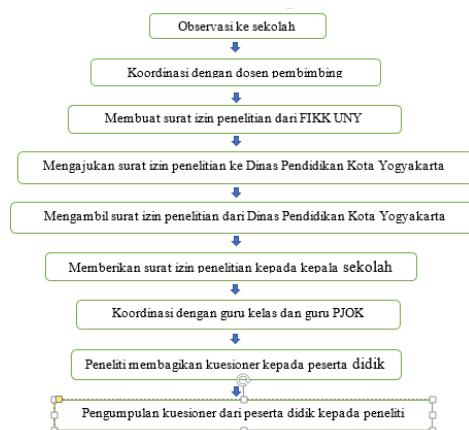 Observasi ke sekolah
Koordinasi dengan dosen pembimbing
Membuat surat izin penelitian dari FIKK UNY
Mengajukan surat izin penelitian ke Dinas Pendidikan Kota Yogyakarta
Mengambil surat izin penelitian dari Dinas Pendidikan Kota Yogyakarta
Memberikan surat izin penelitian kepada kepala sekolah
Koordinasi dengan guru kelas dan guru PJOK
Peneliti membagikan kuesioner kepada peserta didik
Pengumpulan kuesioner dari peserta didik kepada peneliti